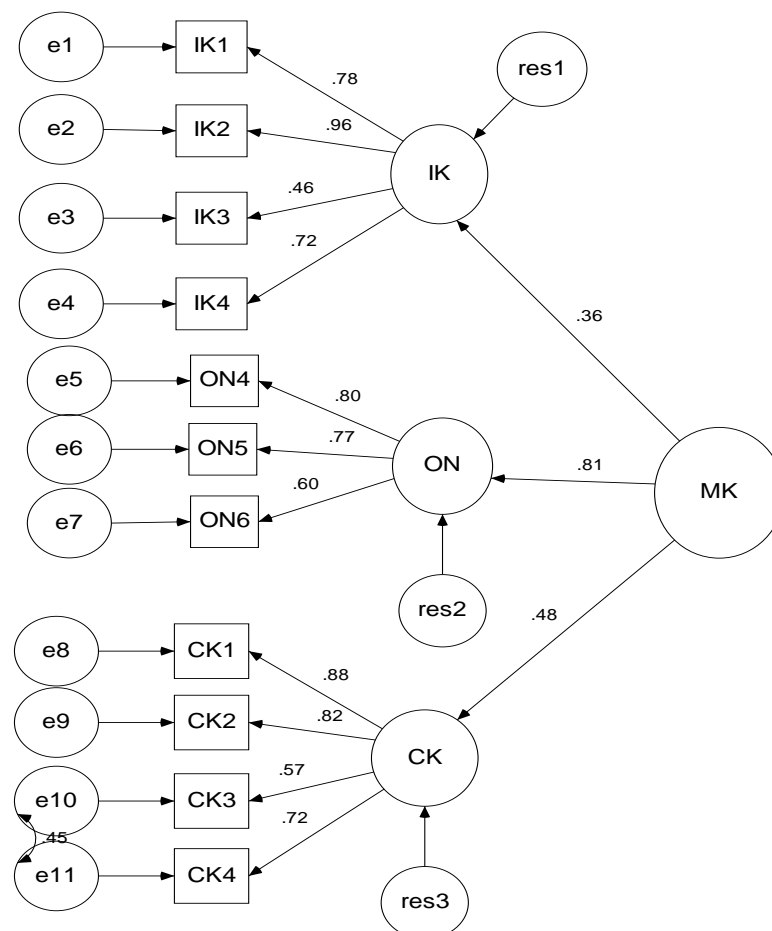 e1
IK1
res1
.78
e2
IK2
.96
IK
e3
IK3
.46
.72
e4
IK4
.36
e5
ON4
.80
e6
ON5
.77
ON
.81
MK
.60
e7
ON6
res2
.48
e8
CK1
.88
e9
CK2
.82
CK
.57
e10
CK3
.72
.45
e11
CK4
res3